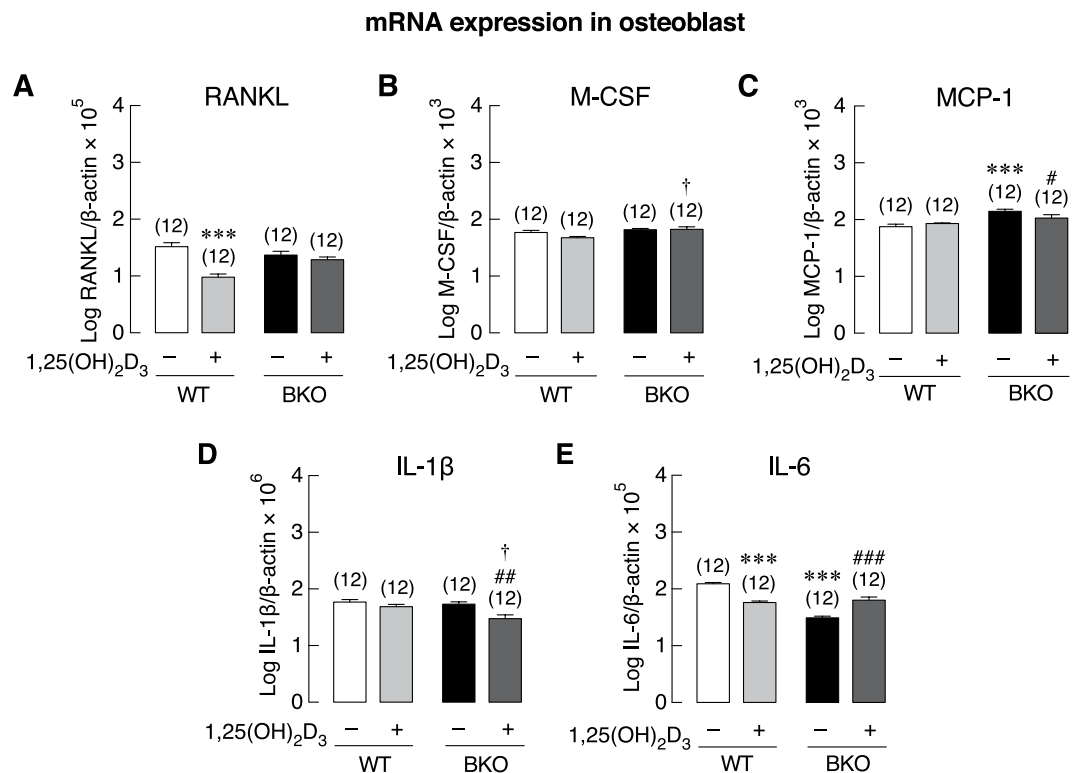 mRNA expression in osteoblast
A
RANKL
Log RANKL/β-actin × 10⁵
4
3
2
1
0
(12)
***
(12)
(12)
(12)
1,25(OH)₂D₃
− + − +
WT BKO
B
M-CSF
Log M-CSF/β-actin × 10³
4
3
2
1
0
(12)
(12)
(12)
†
(12)
− + − +
WT BKO
C
MCP-1
Log MCP-1/β-actin × 10³
4
3
2
1
0
(12)
(12)
***
(12)
#
(12)
1,25(OH)₂D₃
− + − +
WT BKO
D
IL-1β
Log IL-1β/β-actin × 10⁶
4
3
2
1
0
(12)
(12)
(12)
†
##
(12)
1,25(OH)₂D₃
− + − +
WT BKO
E
IL-6
Log IL-6/β-actin × 10⁵
4
3
2
1
0
(12)
***
(12)
***
(12)
###
(12)
1,25(OH)₂D₃
− + − +
WT BKO